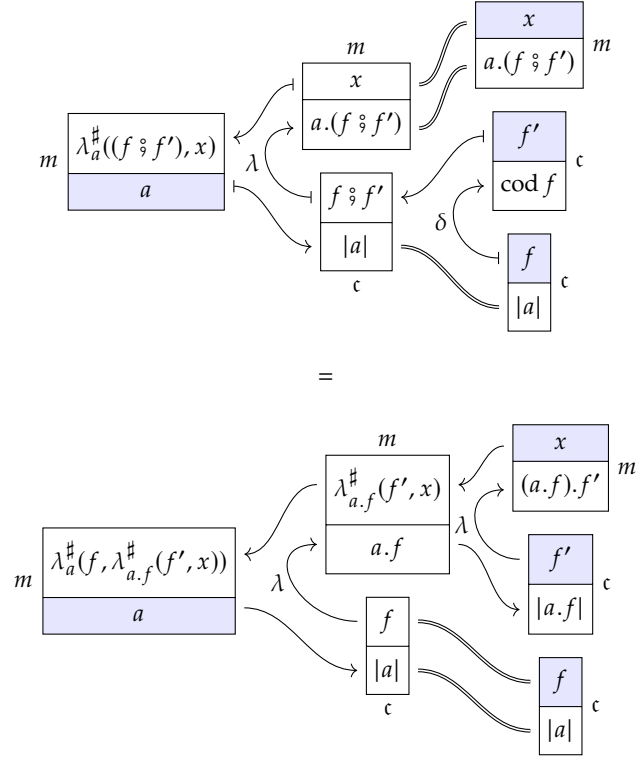 x
a.(f ⨟ f′)
m
m
x
a.(f ⨟ f′)
λ♯a((f ⨟ f′), x)
a
m
λ
f′
cod f
𝔠
f ⨟ f′
|a|
𝔠
δ
f
|a|
𝔠
=
x
(a.f).f′
m
m
λ♯a.f(f′, x)
a.f
λ
λ♯a(f, λ♯a.f(f′, x))
a
m
λ
f′
|a.f|
𝔠
f
|a|
𝔠
f
|a|
𝔠